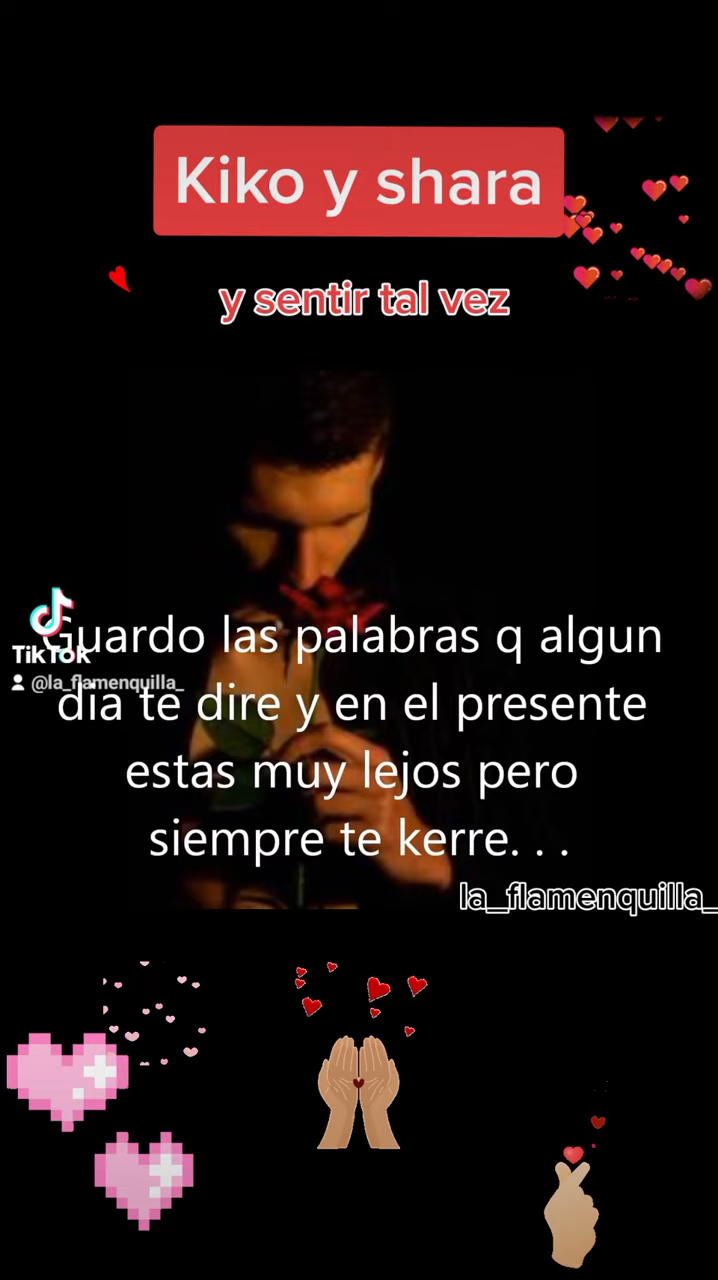 Kiko y shara
y sentir tal vez
Guardo las palabras q algun
dia te dire y en el presente
estas muy lejos pero
siempre te kerre. . .
TikTok
@la_flamenquilla_
la_flamenquilla_